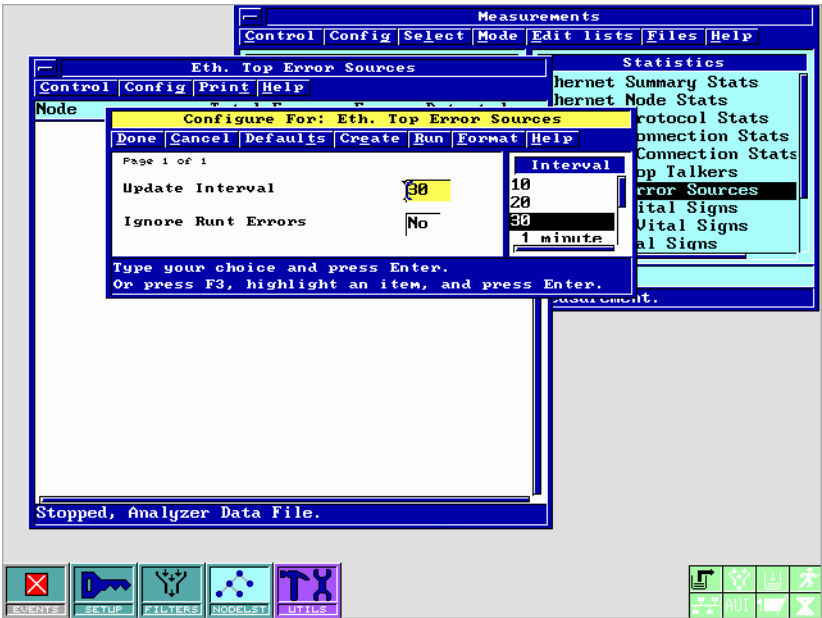 Measurements
Control Config Select Mode Edit lists Files Help
Statistics
hernet Summary Stats
hernet Node Stats
rotocol Stats
onnection Stats
Connection Stats
op Talkers
rror Sources
ital Signs
Vital Signs
al Signs
Eth. Top Error Sources
Control Config Print Help
Node
Configure For: Eth. Top Error Sources
Done Cancel Defaults Create Run Format Help
Page 1 of 1
Update Interval 30
Ignore Runt Errors No
Interval
10
20
30
1 minute
Type your choice and press Enter.
Or press F3, highlight an item, and press Enter.
Stopped, Analyzer Data File.
EVENTS
SETUP
FILTERS
NODELST
UTILS
AUI